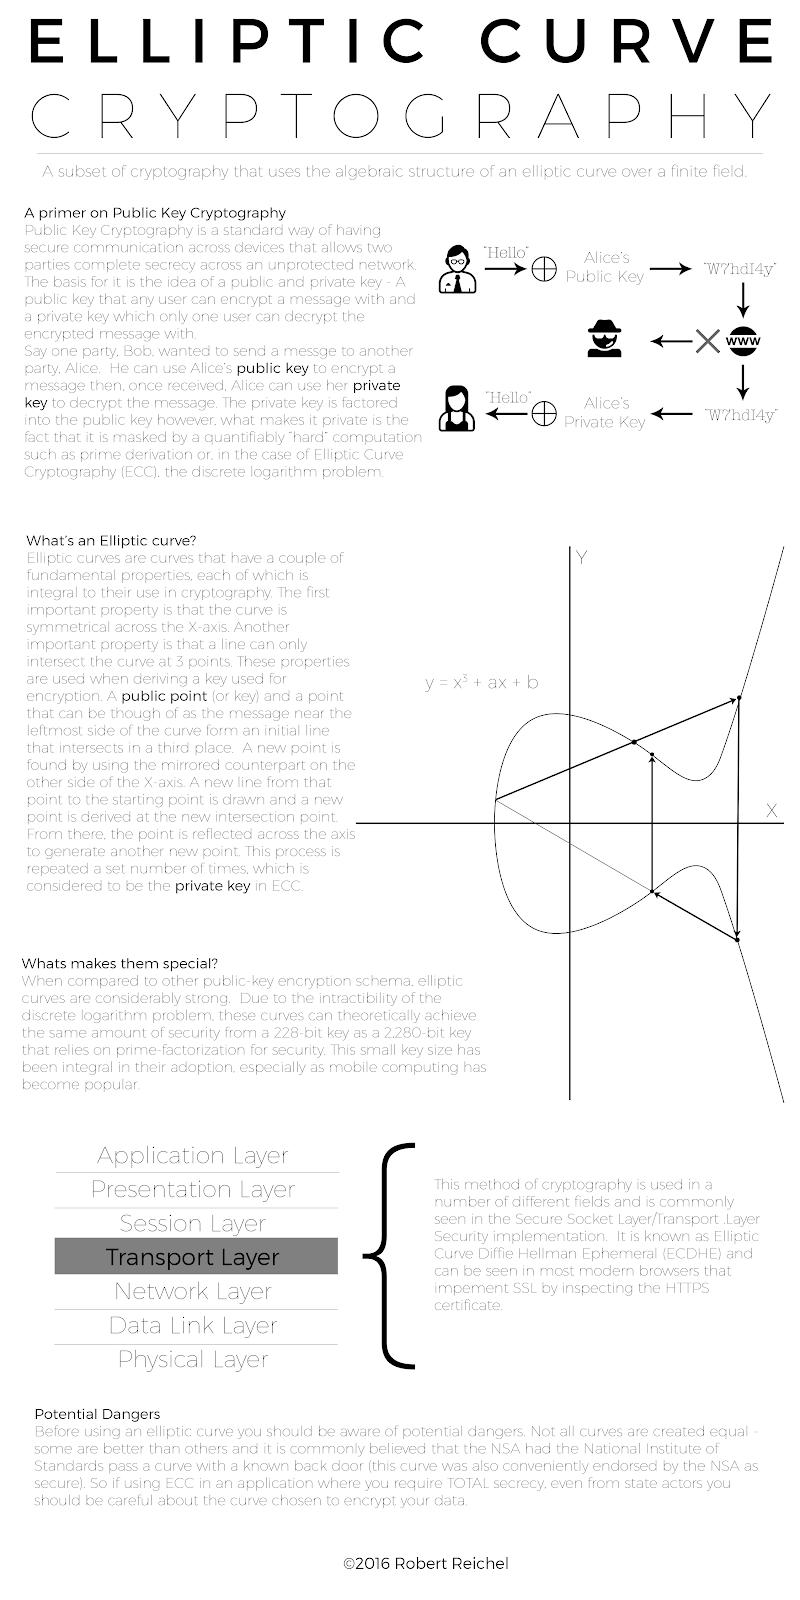 ELLIPTIC CURVE
CRYPTOGRAPHY
A subset of cryptography that uses the algebraic structure of an elliptic curve over a finite field.
A primer on Public Key Cryptography
Public Key Cryptography is a standard way of having
secure communication across devices that allows two
parties complete secrecy across an unprotected network.
The basis for it is the idea of a public and private key - A
public key that any user can encrypt a message with and
a private key which only one user can decrypt the
encrypted message with.
Say one party, Bob, wanted to send a messge to another
party, Alice.  He can use Alice's public key to encrypt a
message then, once received, Alice can use her private
key to decrypt the message. The private key is factored
into the public key however, what makes it private is the
fact that it is masked by a quantifiably "hard" computation
such as prime derivation or, in the case of Elliptic Curve
Cryptography (ECC), the discrete logarithm problem.
"Hello"
Alice's
Public Key
"W7hdI4y"
www
"Hello"
Alice's
Private Key
"W7hdI4y"
What's an Elliptic curve?
Elliptic curves are curves that have a couple of
fundamental properties, each of which is
integral to their use in cryptography. The first
important property is that the curve is
symmetrical across the X-axis. Another
important property is that a line can only
intersect the curve at 3 points. These properties
are used when deriving a key used for
encryption. A public point (or key) and a point
that can be though of as the message near the
leftmost side of the curve form an initial line
that intersects in a third place.  A new point is
found by using the mirrored counterpart on the
other side of the X-axis. A new line from that
point to the starting point is drawn and a new
point is derived at the new intersection point.
From there, the point is reflected across the axis
to generate another new point. This process is
repeated a set number of times, which is
considered to be the private key in ECC.
Y
y = x³ + ax + b
X
Whats makes them special?
When compared to other public-key encryption schema, elliptic
curves are considerably strong.  Due to the intractibility of the
discrete logarithm problem, these curves can theoretically achieve
the same amount of security from a 228-bit key as a 2,280-bit key
that relies on prime-factorization for security. This small key size has
been integral in their adoption, especially as mobile computing has
become popular.
Application Layer
Presentation Layer
Session Layer
Transport Layer
Network Layer
Data Link Layer
Physical Layer
This method of cryptography is used in a
number of different fields and is commonly
seen in the Secure Socket Layer/Transport .Layer
Security implementation.  It is known as Elliptic
Curve Diffie Hellman Ephemeral (ECDHE) and
can be seen in most modern browsers that
impement SSL by inspecting the HTTPS
certificate.
Potential Dangers
Before using an elliptic curve you should be aware of potential dangers. Not all curves are created equal -
some are better than others and it is commonly believed that the NSA had the National Institute of
Standards pass a curve with a known back door (this curve was also conveniently endorsed by the NSA as
secure). So if using ECC in an application where you require TOTAL secrecy, even from state actors you
should be careful about the curve chosen to encrypt your data.
©2016 Robert Reichel